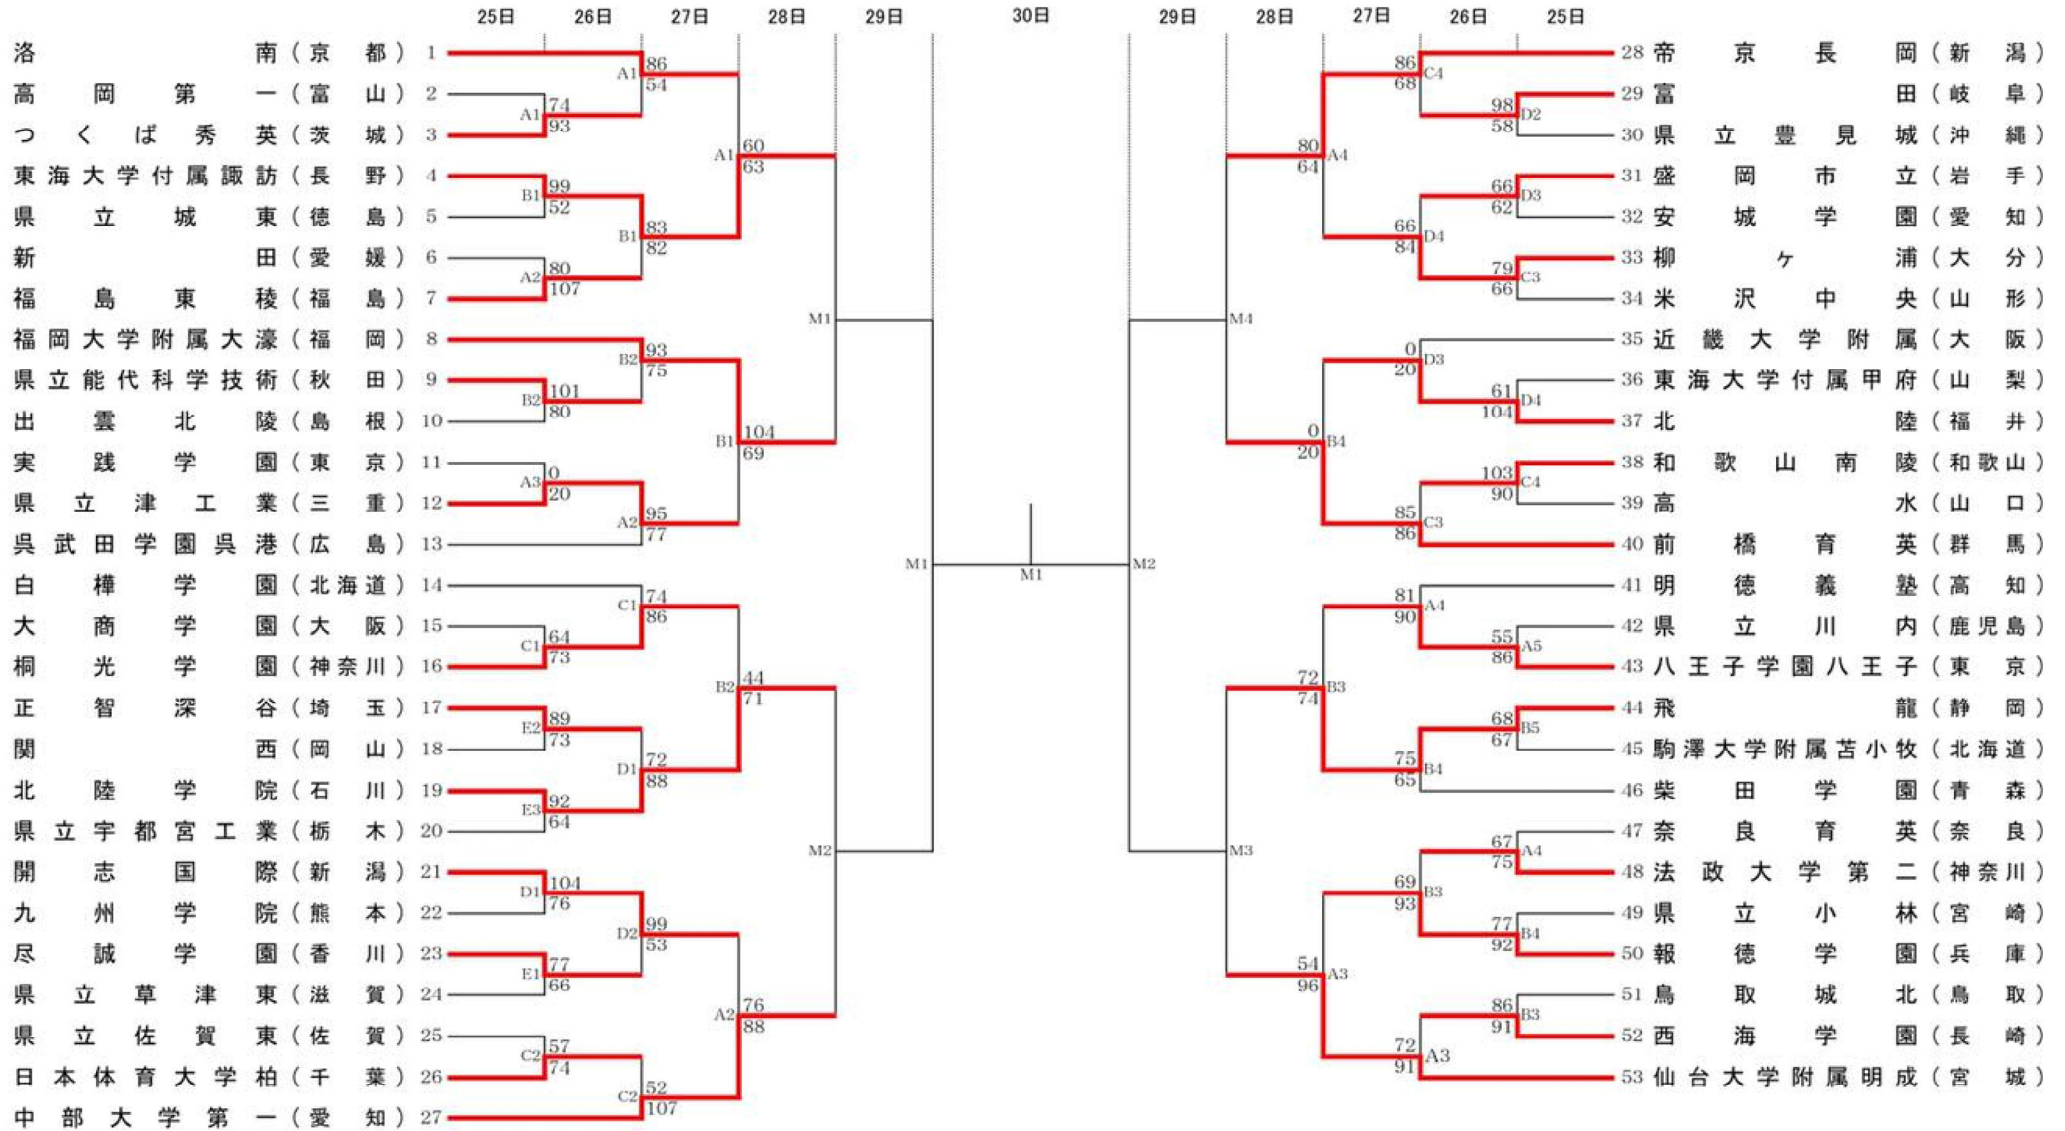 25日 26日 27日 28日 29日 30日 29日 28日 27日 26日 25日
洛南（京都） 1
高岡第一（富山） 2
つくば秀英（茨城） 3
東海大学付属諏訪（長野） 4
県立城東（徳島） 5
新田（愛媛） 6
福島東稜（福島） 7
福岡大学附属大濠（福岡） 8
県立能代科学技術（秋田） 9
出雲北陵（島根） 10
実践学園（東京） 11
県立津工業（三重） 12
呉武田学園呉港（広島） 13
白樺学園（北海道） 14
大商学園（大阪） 15
桐光学園（神奈川） 16
正智深谷（埼玉） 17
関西（岡山） 18
北陸学院（石川） 19
県立宇都宮工業（栃木） 20
開志国際（新潟） 21
九州学院（熊本） 22
尽誠学園（香川） 23
県立草津東（滋賀） 24
県立佐賀東（佐賀） 25
日本体育大学柏（千葉） 26
中部大学第一（愛知） 27
A1 74 93
B1 99 52
A2 80 107
B2 101 80
A3 0 20
C1 64 73
E2 89 73
E3 92 64
D1 104 76
E1 77 66
C2 57 74
A1 86 54
B1 83 82
B2 93 75
A2 95 77
C1 74 86
D1 72 88
D2 99 53
C2 52 107
A1 60 63
B1 104 69
B2 44 71
A2 76 88
M1
M2
M1
M1
M2
M4
M3
80 64 A4
0 20 B4
72 74 B3
54 96 A3
86 68 C4
66 84 D4
0 20 D3
85 86 C3
81 90 A4
75 65 B4
69 93 B3
72 91 A3
98 58 D2
66 62 D3
79 66 C3
61 104 D4
103 90 C4
55 86 A5
68 67 B5
67 75 A4
77 92 B4
86 91 B3
28 帝京長岡（新潟）
29 富田（岐阜）
30 県立豊見城（沖縄）
31 盛岡市立（岩手）
32 安城学園（愛知）
33 柳ヶ浦（大分）
34 米沢中央（山形）
35 近畿大学附属（大阪）
36 東海大学付属甲府（山梨）
37 北陸（福井）
38 和歌山南陵（和歌山）
39 高水（山口）
40 前橋育英（群馬）
41 明徳義塾（高知）
42 県立川内（鹿児島）
43 八王子学園八王子（東京）
44 飛龍（静岡）
45 駒澤大学附属苫小牧（北海道）
46 柴田学園（青森）
47 奈良育英（奈良）
48 法政大学第二（神奈川）
49 県立小林（宮崎）
50 報徳学園（兵庫）
51 鳥取城北（鳥取）
52 西海学園（長崎）
53 仙台大学附属明成（宮城）